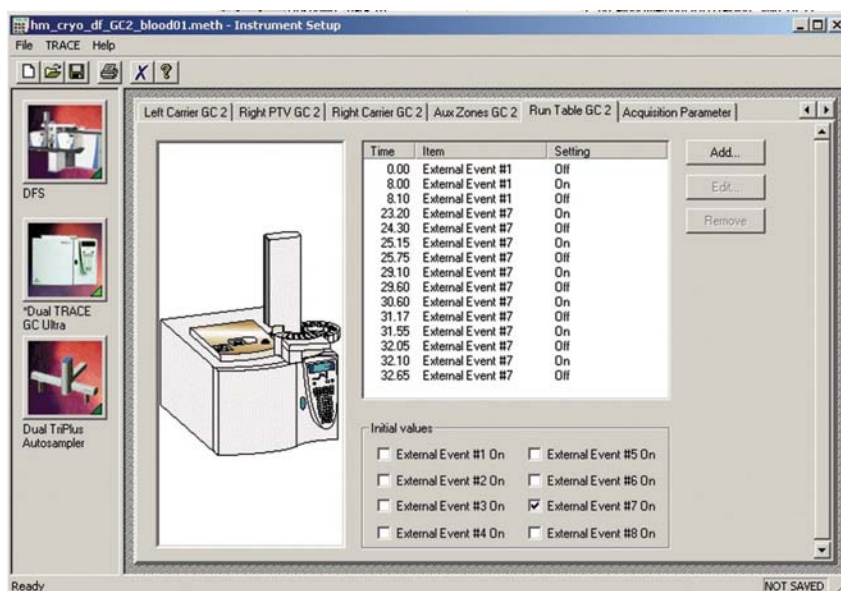 hm_cryo_df_GC2_blood01.meth - Instrument Setup
File TRACE Help
Left Carrier GC 2 Right PTV GC 2 Right Carrier GC 2 Aux Zones GC 2 Run Table GC 2 Acquisition Parameter
DFS
*Dual TRACE
GC Ultra
Dual TriPlus
Autosampler
Time Item Setting
0.00 External Event #1 Off
8.00 External Event #1 On
8.10 External Event #1 Off
23.20 External Event #7 On
24.30 External Event #7 Off
25.15 External Event #7 On
25.75 External Event #7 Off
29.10 External Event #7 On
29.60 External Event #7 Off
30.60 External Event #7 On
31.17 External Event #7 Off
31.55 External Event #7 On
32.05 External Event #7 Off
32.10 External Event #7 On
32.65 External Event #7 Off
Add...
Edit...
Remove
Initial values
External Event #1 On External Event #5 On
External Event #2 On External Event #6 On
External Event #3 On External Event #7 On
External Event #4 On External Event #8 On
Ready NOT SAVED